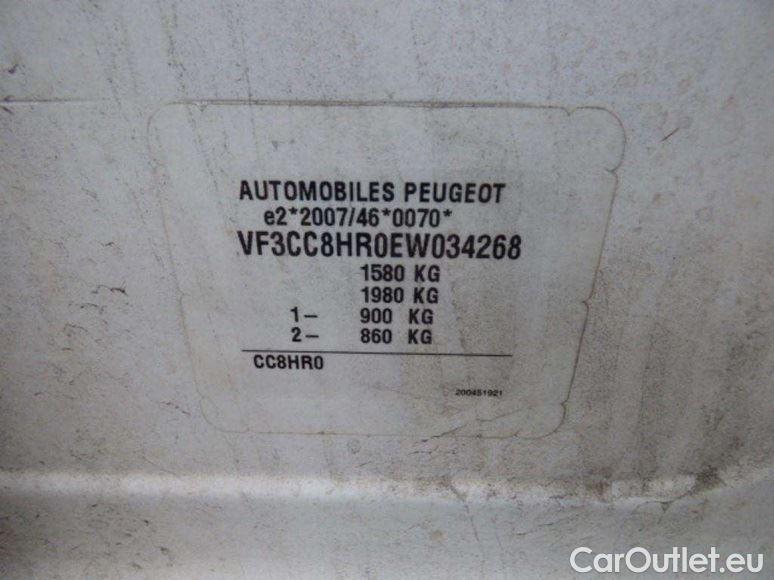 AUTOMOBILES PEUGEOT
e2*2007/46*0070*
VF3CC8HR0EW034268
1580 KG
1980 KG
1– 900 KG
2– 860 KG
CC8HR0
200451921
CarOutlet.eu